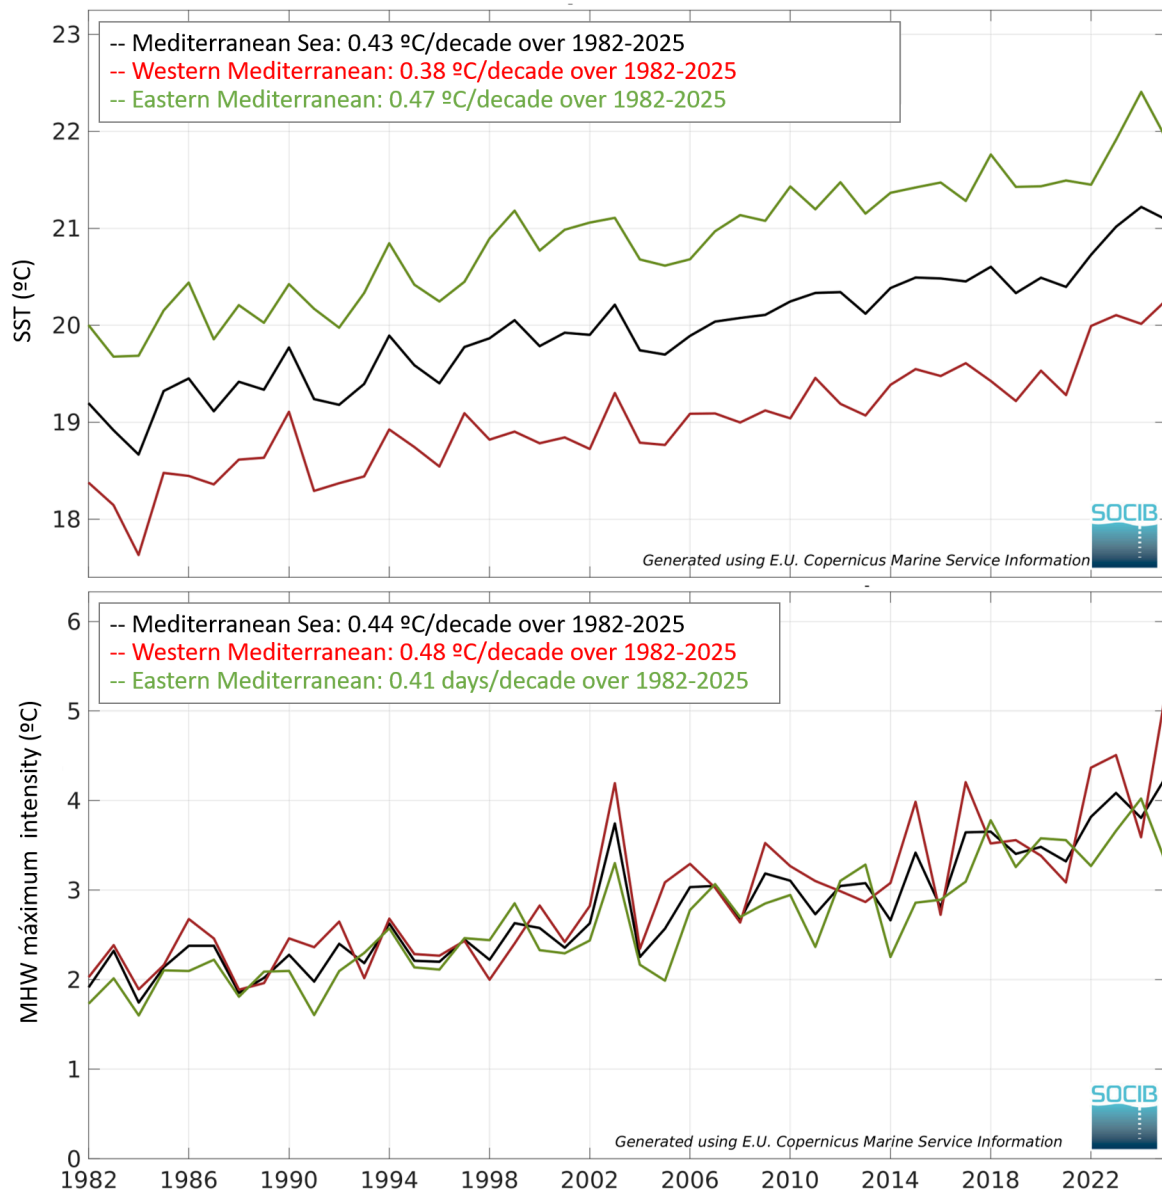 23
-- Mediterranean Sea: 0.43 ºC/decade over 1982-2025
-- Western Mediterranean: 0.38 ºC/decade over 1982-2025
-- Eastern Mediterranean: 0.47 ºC/decade over 1982-2025
22
21
20
19
18
SST (ºC)
SOCIB
Generated using E.U. Copernicus Marine Service Information
6
-- Mediterranean Sea: 0.44 ºC/decade over 1982-2025
-- Western Mediterranean: 0.48 ºC/decade over 1982-2025
-- Eastern Mediterranean: 0.41 days/decade over 1982-2025
5
4
3
2
1
0
MHW máximum intensity (ºC)
SOCIB
Generated using E.U. Copernicus Marine Service Information
1982 1986 1990 1994 1998 2002 2006 2010 2014 2018 2022